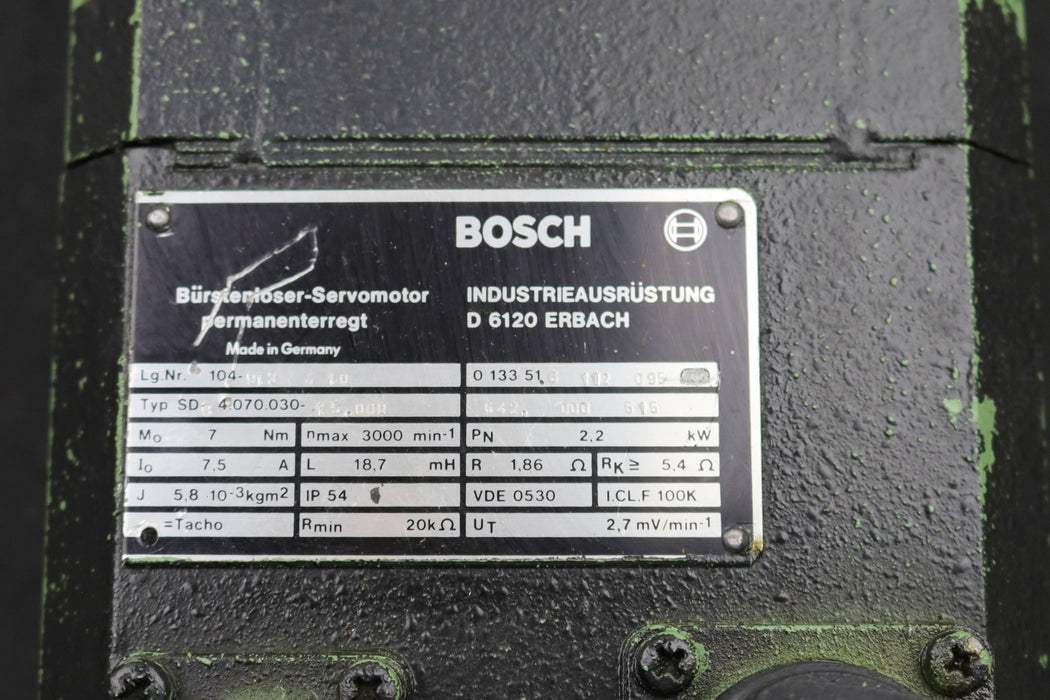 BOSCH
Bürstenloser-Servomotor
permanenterregt
Made in Germany
INDUSTRIEAUSRÜSTUNG
D 6120 ERBACH
Lg.Nr. 104-
0 133 51
Typ SD- 4.070.030-
M₀ 7 Nm
nmax 3000 min-1
PN 2,2 kW
I₀ 7,5 A
L 18,7 mH
R 1,86 Ω
RK≥ 5,4 Ω
J 5,8·10-3kgm2
IP 54
VDE 0530
I.CL.F 100K
=Tacho
Rmin 20kΩ
UT 2,7 mV/min-1